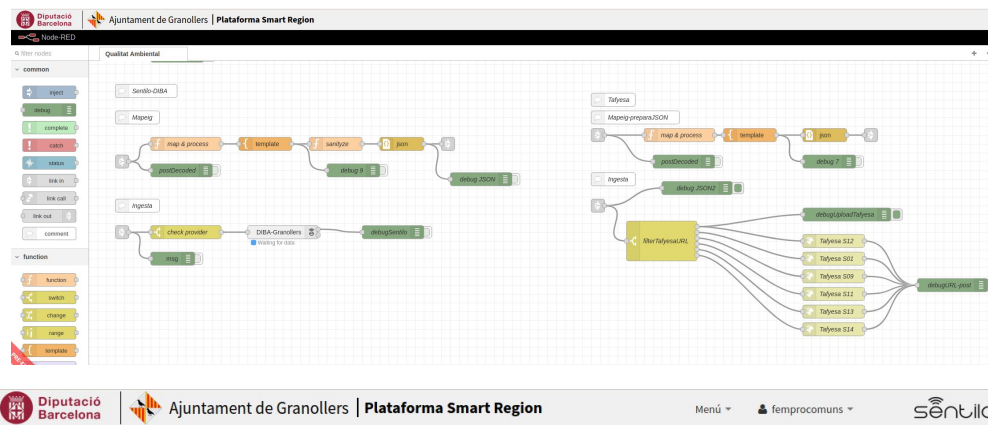 Diputació
Barcelona
Ajuntament de Granollers | Plataforma Smart Region
Node-RED
filter nodes
Qualitat Ambiental
common
inject
debug
complete
catch
status
link in
link call
link out
comment
function
function
switch
change
range
template
Sentilo-DIBA
Mapeig
map & process
template
sanityze
json
postDecoded
debug 9
debug JSON
Ingesta
check provider
DIBA-Granollers
Waiting for data
debugSentilo
msg
Tafyesa
Mapeig-preparaJSON
map & process
template
json
postDecoded
debug 7
Ingesta
debug JSON2
filterTafyesaURL
debugUploadTafyesa
Tafyesa S12
Tafyesa S01
Tafyesa S09
Tafyesa S11
Tafyesa S13
Tafyesa S14
debugURL-post
Diputació
Barcelona
Ajuntament de Granollers | Plataforma Smart Region
Menú
femprocomuns
sentilo